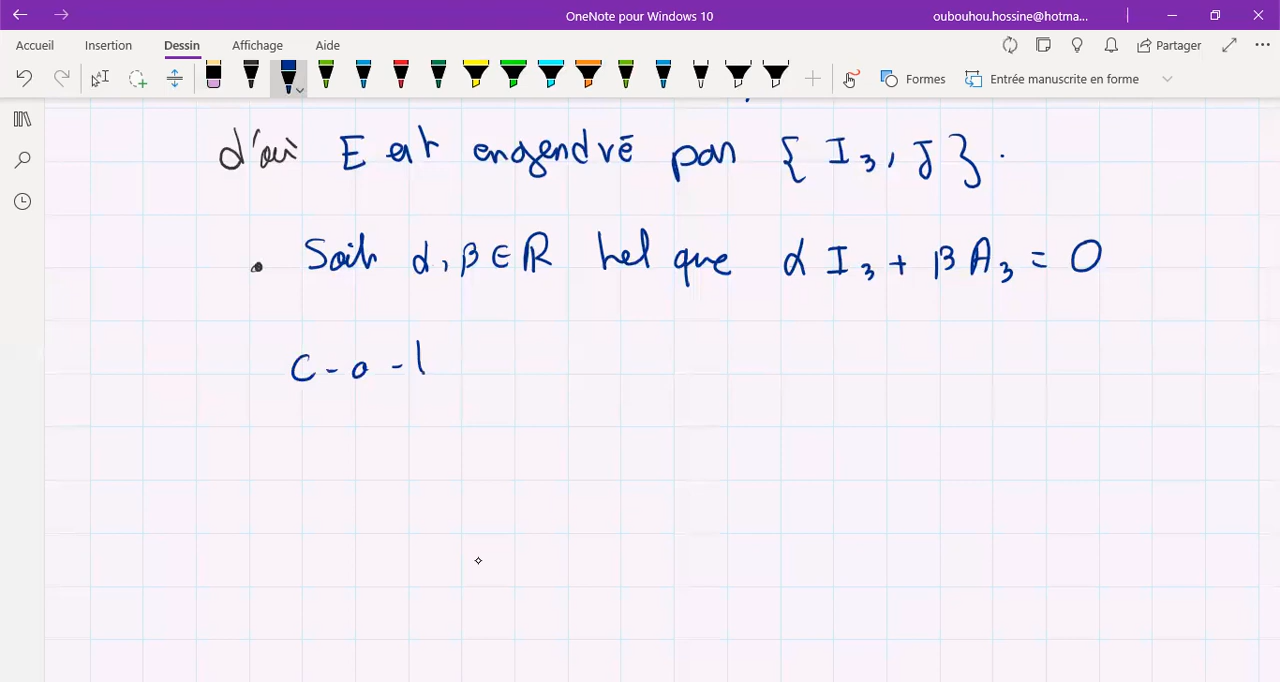 OneNote pour Windows 10
oubouhou.hossine@hotma...
Accueil Insertion Dessin Affichage Aide
Partager
Formes
Entrée manuscrite en forme
d'où E est engendré par { I₃, J }.
• Soit α, β ∈ ℝ tel que α I₃ + β A₃ = 0
C-à-l